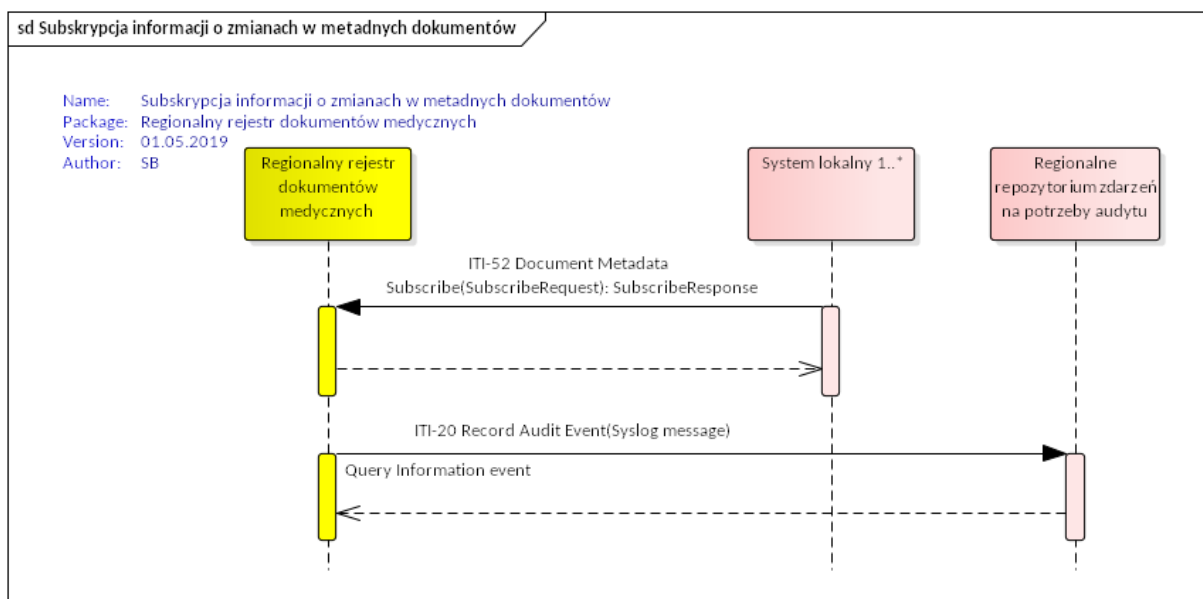 sd Subskrypcja informacji o zmianach w metadnych dokumentów
Name: Subskrypcja informacji o zmianach w metadnych dokumentów
Package: Regionalny rejestr dokumentów medycznych
Version: 01.05.2019
Author: SB
Regionalny rejestr
dokumentów
medycznych
System lokalny 1..*
Regionalne
repozytorium zdarzeń
na potrzeby audytu
ITI-52 Document Metadata
Subscribe(SubscribeRequest): SubscribeResponse
ITI-20 Record Audit Event(Syslog message)
Query Information event